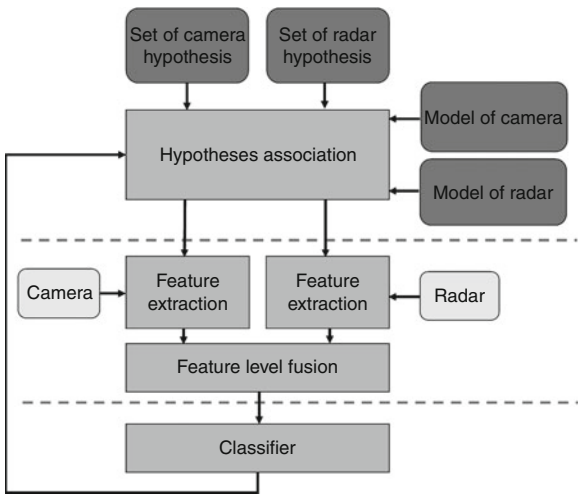 Set of camera
hypothesis
Set of radar
hypothesis
Model of camera
Hypotheses association
Model of radar
Camera
Feature
extraction
Feature
extraction
Radar
Feature level fusion
Classifier